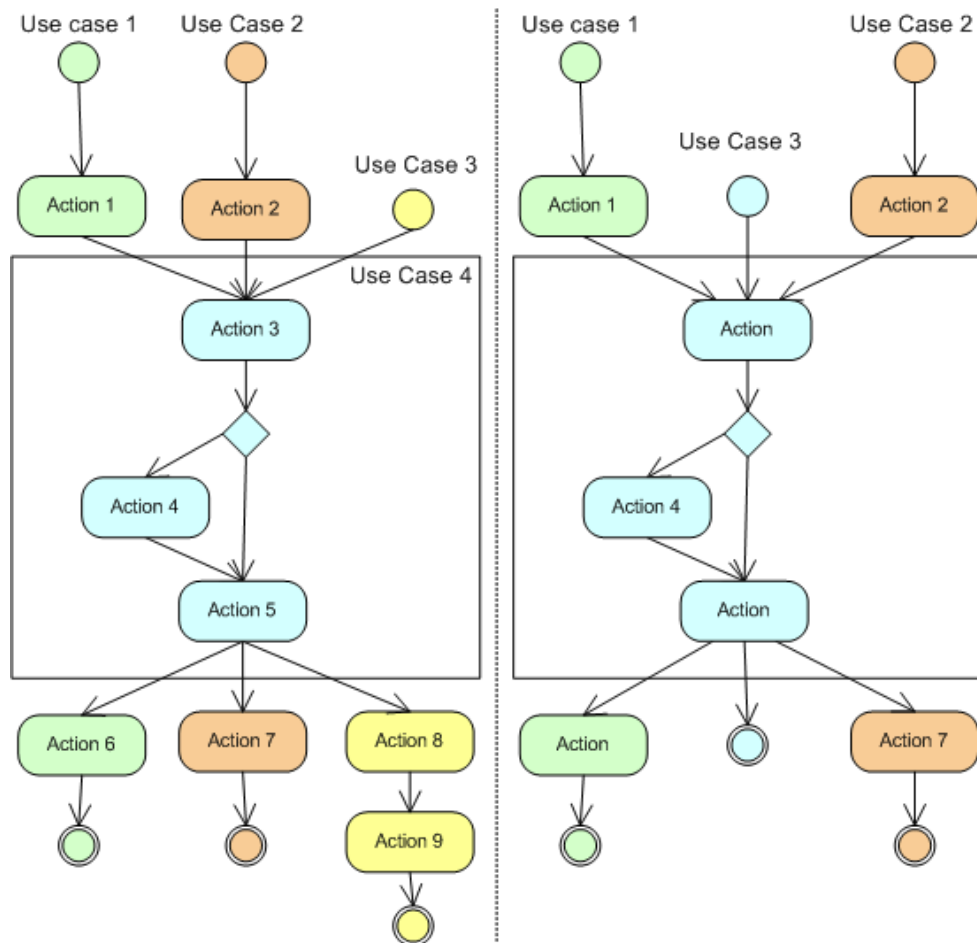 Use case 1
Use Case 2
Use Case 3
Action 1
Action 2
Use Case 4
Action 3
Action 4
Action 5
Action 6
Action 7
Action 8
Action 9
Use case 1
Use Case 2
Use Case 3
Action 1
Action 2
Action
Action 4
Action
Action
Action 7